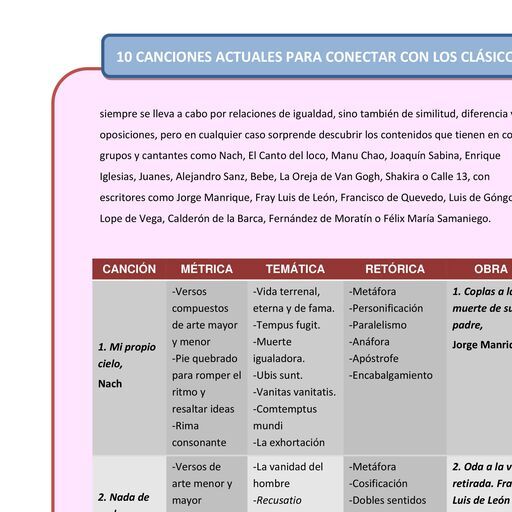 10 CANCIONES ACTUALES PARA CONECTAR CON LOS CLÁSICO
siempre se lleva a cabo por relaciones de igualdad, sino también de similitud, diferencia
oposiciones, pero en cualquier caso sorprende descubrir los contenidos que tienen en co
grupos y cantantes como Nach, El Canto del loco, Manu Chao, Joaquín Sabina, Enrique
Iglesias, Juanes, Alejandro Sanz, Bebe, La Oreja de Van Gogh, Shakira o Calle 13, con
escritores como Jorge Manrique, Fray Luis de León, Francisco de Quevedo, Luis de Góngo
Lope de Vega, Calderón de la Barca, Fernández de Moratín o Félix María Samaniego.
CANCIÓN MÉTRICA TEMÁTICA RETÓRICA OBRA
1. Mi propio
cielo,
Nach
-Versos
compuestos
de arte mayor
y menor
-Pie quebrado
para romper el
ritmo y
resaltar ideas
-Rima
consonante
-Vida terrenal,
eterna y de fama.
-Tempus fugit.
-Muerte
igualadora.
-Ubis sunt.
-Vanitas vanitatis.
-Comtemptus
mundi
-La exhortación
-Metáfora
-Personificación
-Paralelismo
-Anáfora
-Apóstrofe
-Encabalgamiento
1. Coplas a la
muerte de su
padre,
Jorge Manric
2. Nada de
-Versos de
arte menor y
mayor
-La vanidad del
hombre
-Recusatio
-Metáfora
-Cosificación
-Dobles sentidos
2. Oda a la v
retirada. Fra
Luis de León